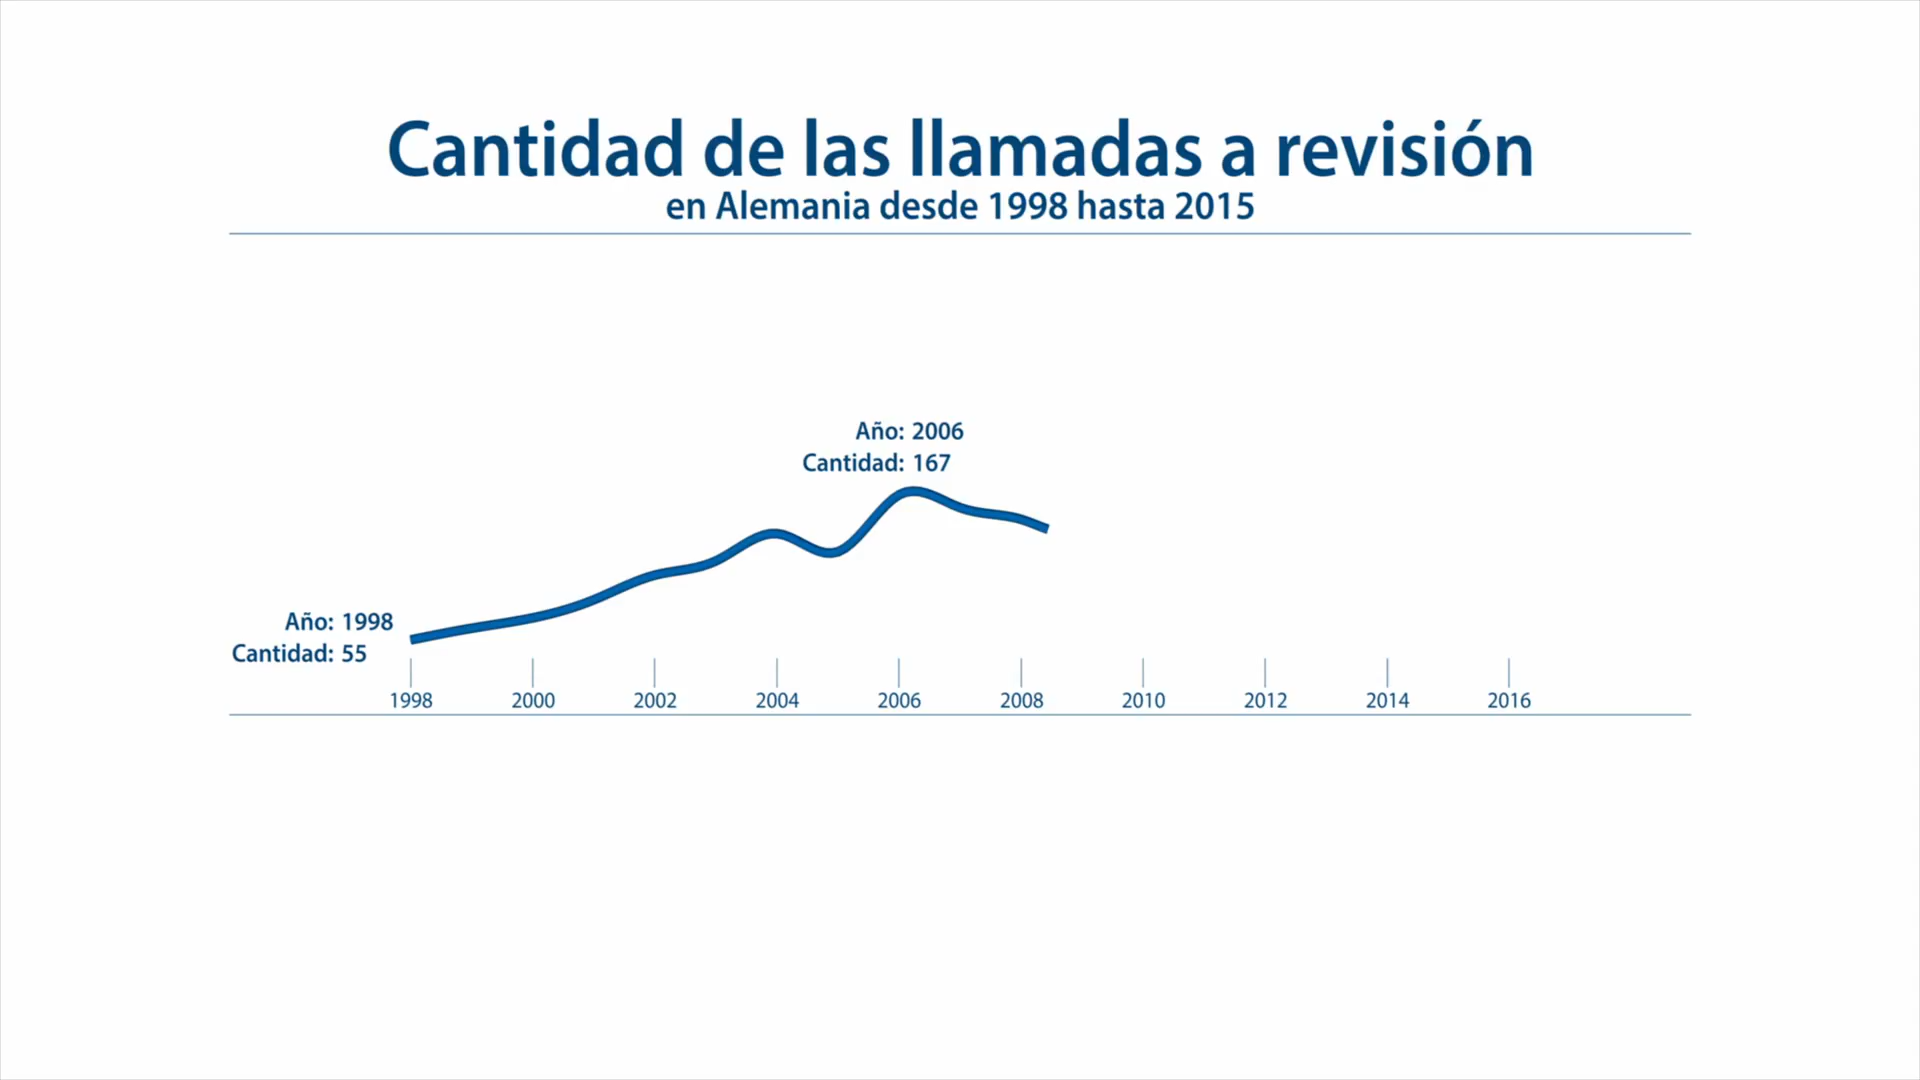 Cantidad de las llamadas a revisión
en Alemania desde 1998 hasta 2015
Año: 2006
Cantidad: 167
Año: 1998
Cantidad: 55
1998 2000 2002 2004 2006 2008 2010 2012 2014 2016